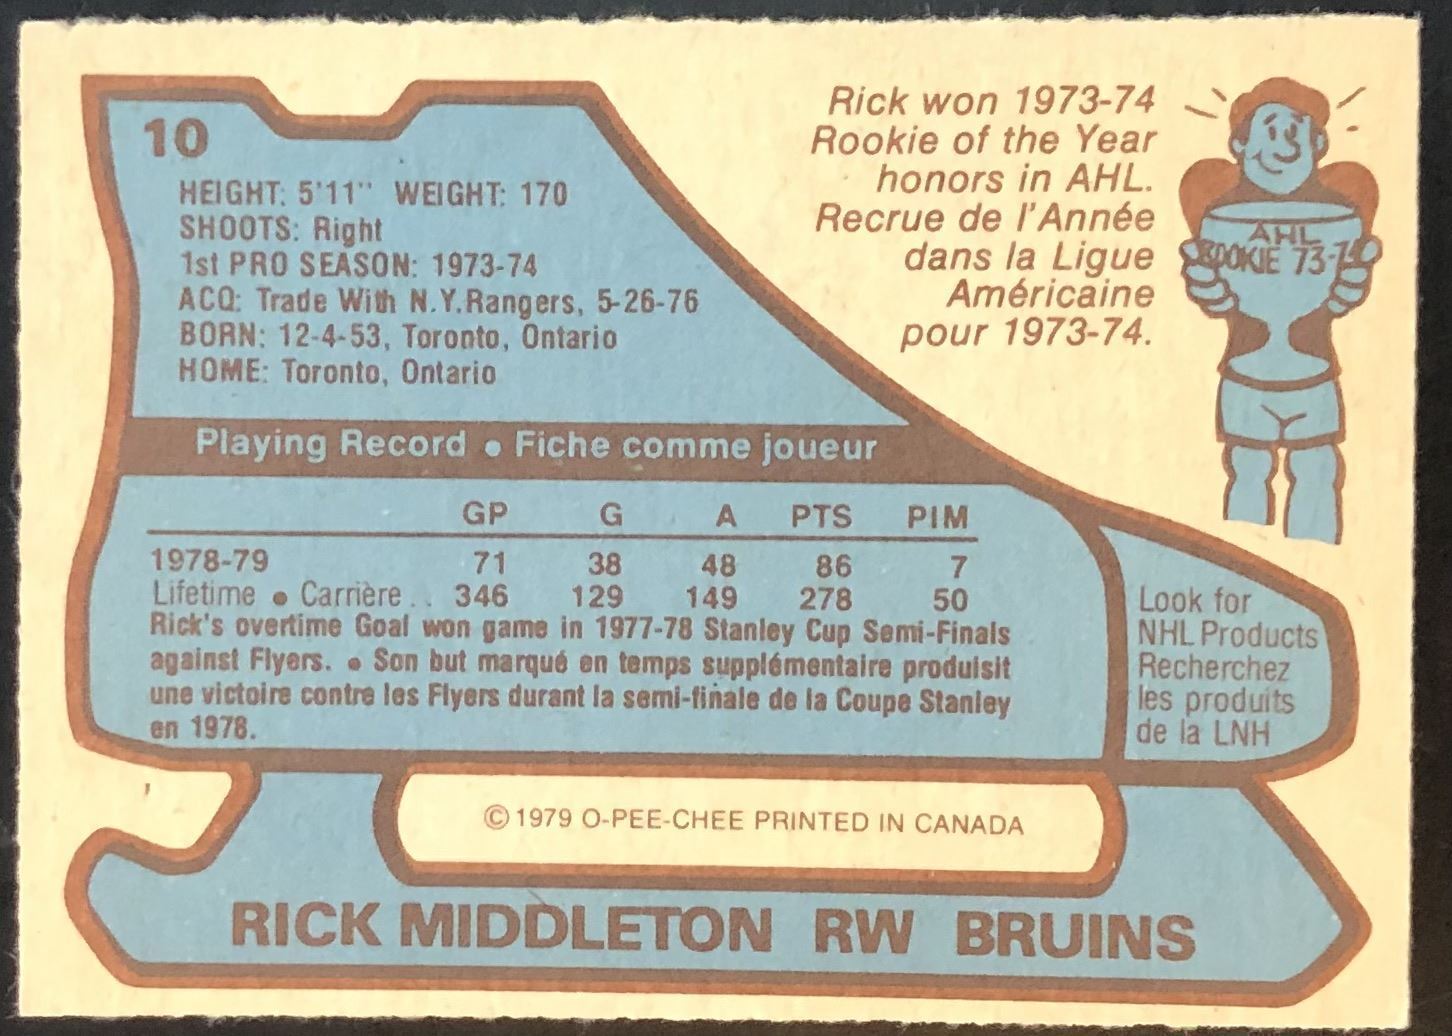 10
HEIGHT: 5'11" WEIGHT: 170
SHOOTS: Right
1st PRO SEASON: 1973-74
ACQ: Trade With N.Y.Rangers, 5-26-76
BORN: 12-4-53, Toronto, Ontario
HOME: Toronto, Ontario
Rick won 1973-74
Rookie of the Year
honors in AHL.
Recrue de l'Année
dans la Ligue
Américaine
pour 1973-74.
AHL
ROOKIE 73-74
Playing Record • Fiche comme joueur
GP G A PTS PIM
1978-79 71 38 48 86 7
Lifetime • Carrière . . 346 129 149 278 50
Rick's overtime Goal won game in 1977-78 Stanley Cup Semi-Finals
against Flyers. • Son but marqué en temps supplémentaire produisit
une victoire contre les Flyers durant la semi-finale de la Coupe Stanley
en 1978.
Look for
NHL Products
Recherchez
les produits
de la LNH
© 1979 O-PEE-CHEE PRINTED IN CANADA
RICK MIDDLETON RW BRUINS